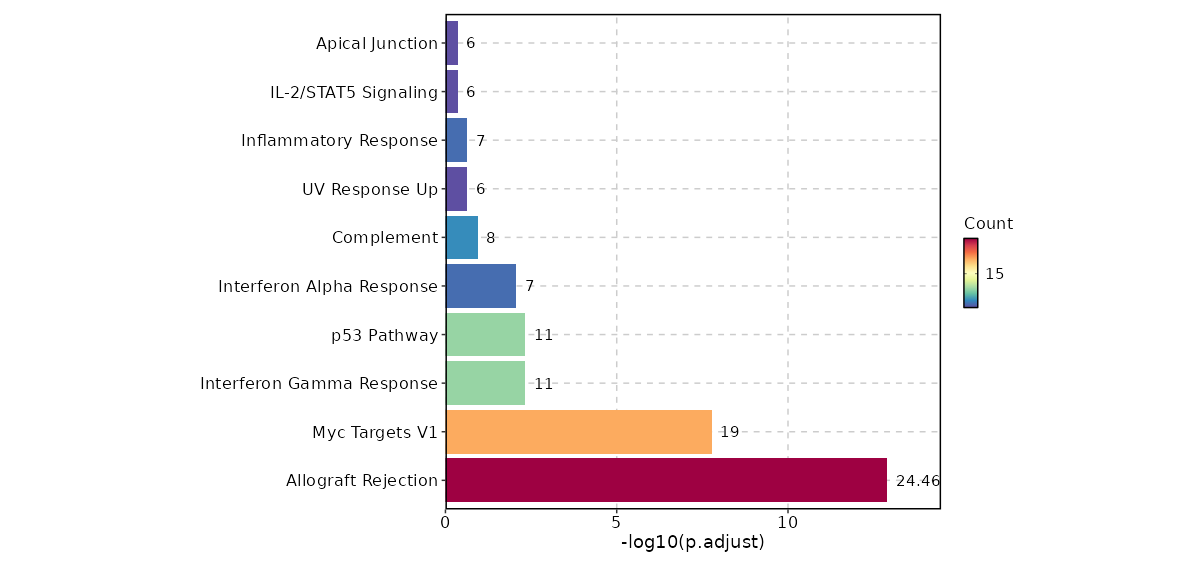 Apical Junction 6
IL-2/STAT5 Signaling 6
Inflammatory Response 7
UV Response Up 6
Complement 8
Interferon Alpha Response 7
p53 Pathway 11
Interferon Gamma Response 11
Myc Targets V1 19
Allograft Rejection 24.46
0 5 10
-log10(p.adjust)
Count
15